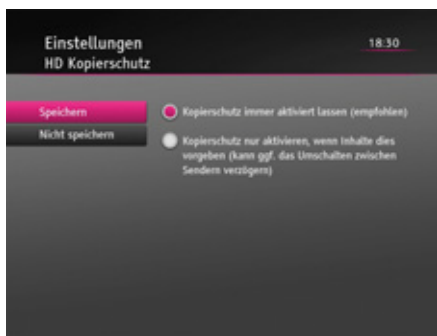 Einstellungen
18:30
HD Kopierschutz
Speichern
Nicht speichern
Kopierschutz immer aktiviert lassen (empfohlen)
Kopierschutz nur aktivieren, wenn Inhalte dies
vorgeben (kann ggf. das Umschalten zwischen
Sendern verzögern)